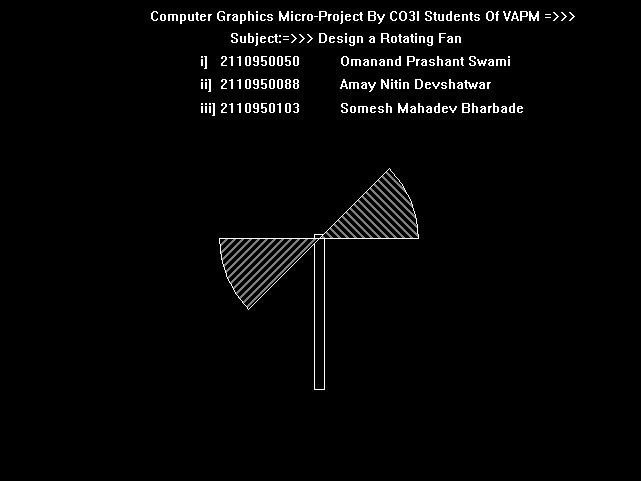 Computer Graphics Micro-Project By CO3I Students Of VAPM =>>>
Subject:=>>> Design a Rotating Fan
i] 2110950050 Omanand Prashant Swami
ii] 2110950088 Amay Nitin Devshatwar
iii] 2110950103 Somesh Mahadev Bharbade